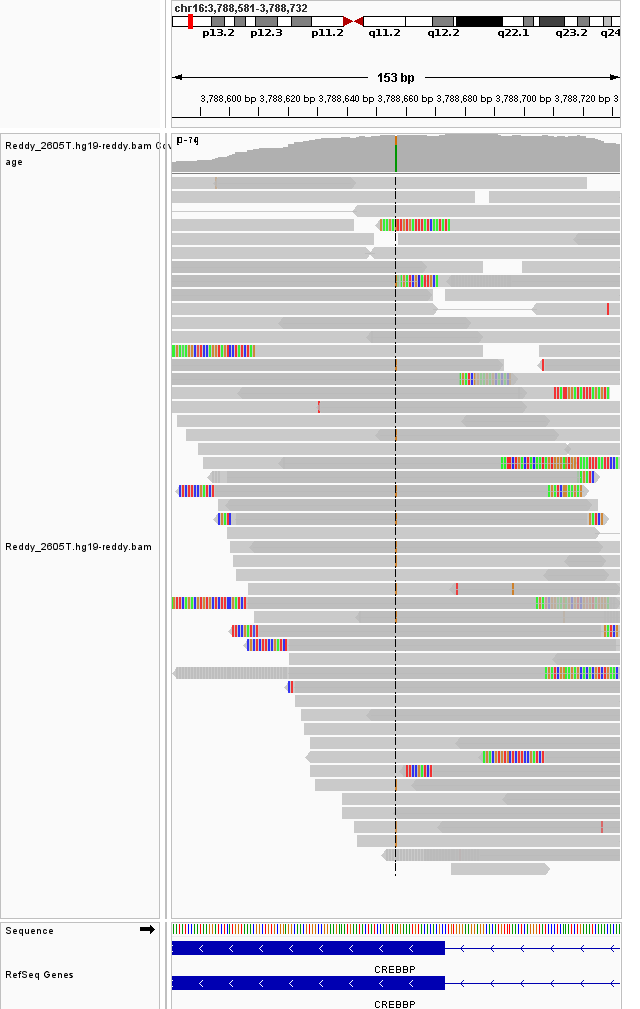 chr16:3,788,581-3,788,732
p13.2 p12.3 p11.2 q11.2 q12.2 q22.1 q23.2 q24
153 bp
3,788,600 bp 3,788,620 bp 3,788,640 bp 3,788,660 bp 3,788,680 bp 3,788,700 bp 3,788,720 bp 3
Reddy_2605T.hg19-reddy.bam Cov
age
[0-74]
Reddy_2605T.hg19-reddy.bam
Sequence
CREBBP
RefSeq Genes
CREBBP